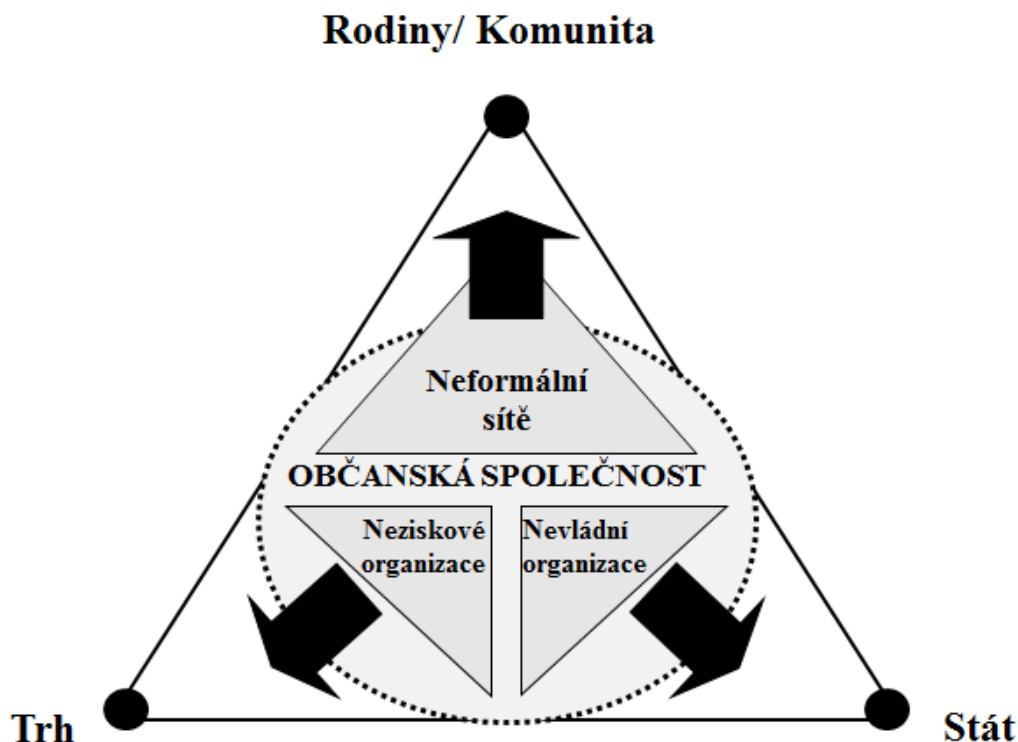 Rodiny/ Komunita
Neformální
sítě
OBČANSKÁ SPOLEČNOST
Neziskové
organizace
Nevládní
organizace
Trh
Stát